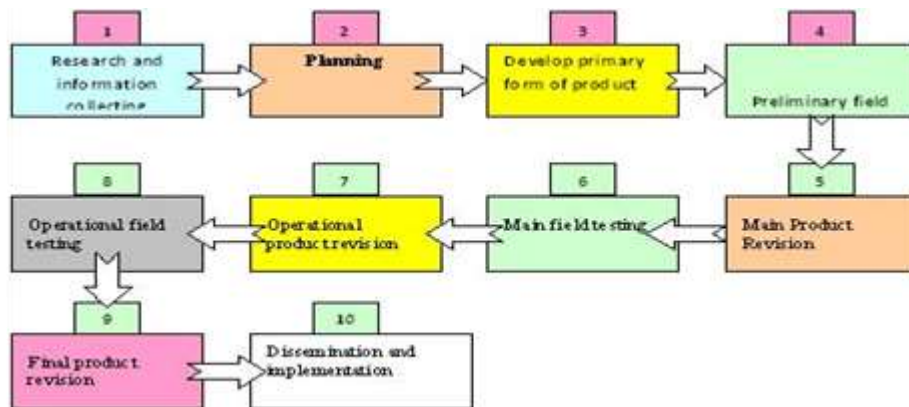 1
2
3
4
Research and
information
collecting
Planning
Develop primary
form of product
Preliminary field
8
7
6
5
Operational field
testing
Operational
product revision
Main field testing
Main Product
Revision
9
10
Final product
revision
Dissemination and
implementation